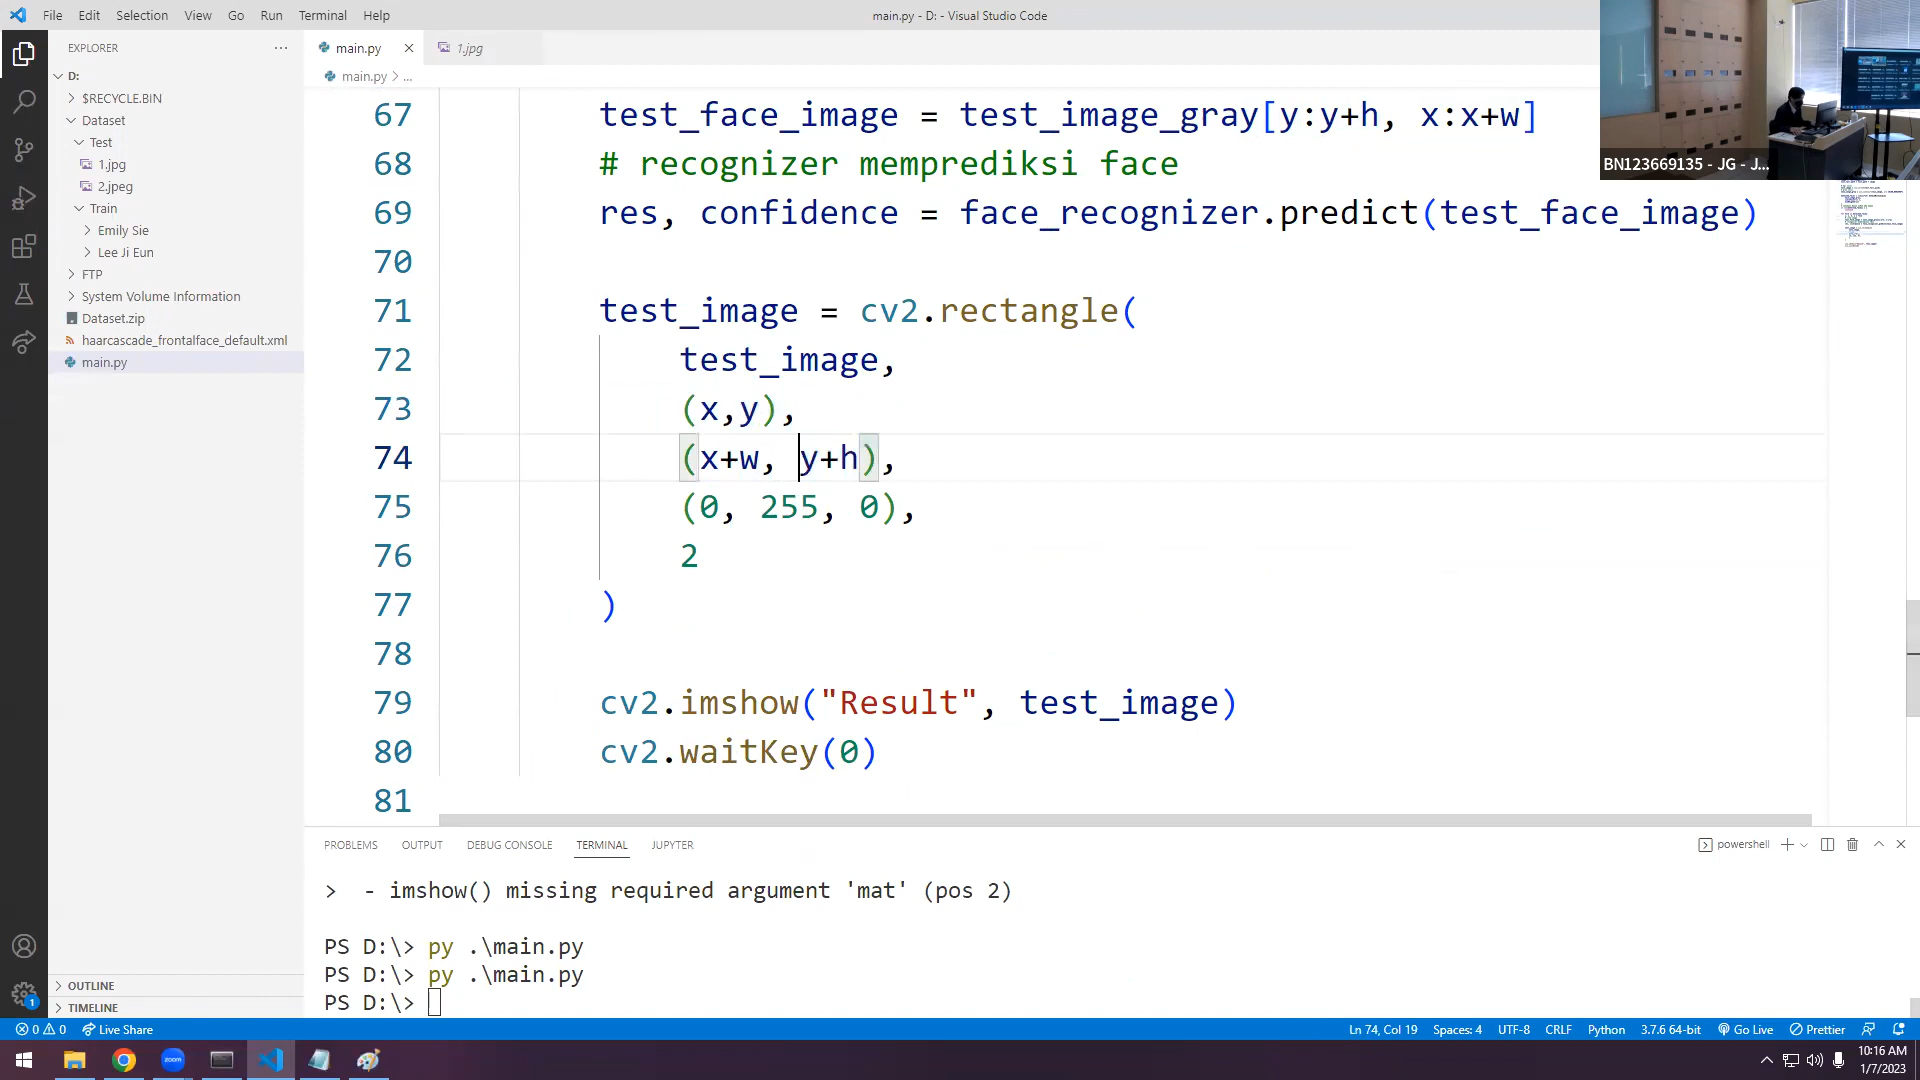 File Edit Selection View Go Run Terminal Help
main.py - D: - Visual Studio Code
EXPLORER
D:
$RECYCLE.BIN
Dataset
Test
1.jpg
2.jpeg
Train
Emily Sie
Lee Ji Eun
FTP
System Volume Information
Dataset.zip
haarcascade_frontalface_default.xml
main.py
OUTLINE
TIMELINE
main.py
1.jpg
main.py > ...
67 test_face_image = test_image_gray[y:y+h, x:x+w]
68 # recognizer memprediksi face
69 res, confidence = face_recognizer.predict(test_face_image)
70
71 test_image = cv2.rectangle(
72 test_image,
73 (x,y),
74 (x+w, y+h),
75 (0, 255, 0),
76 2
77 )
78
79 cv2.imshow("Result", test_image)
80 cv2.waitKey(0)
81
BN123669135 - JG - J...
PROBLEMS OUTPUT DEBUG CONSOLE TERMINAL JUPYTER
powershell
> - imshow() missing required argument 'mat' (pos 2)
PS D:\> py .\main.py
PS D:\> py .\main.py
PS D:\>
1
0 0 Live Share
Ln 74, Col 19 Spaces: 4 UTF-8 CRLF Python 3.7.6 64-bit Go Live Prettier
zoom
10:16 AM
1/7/2023